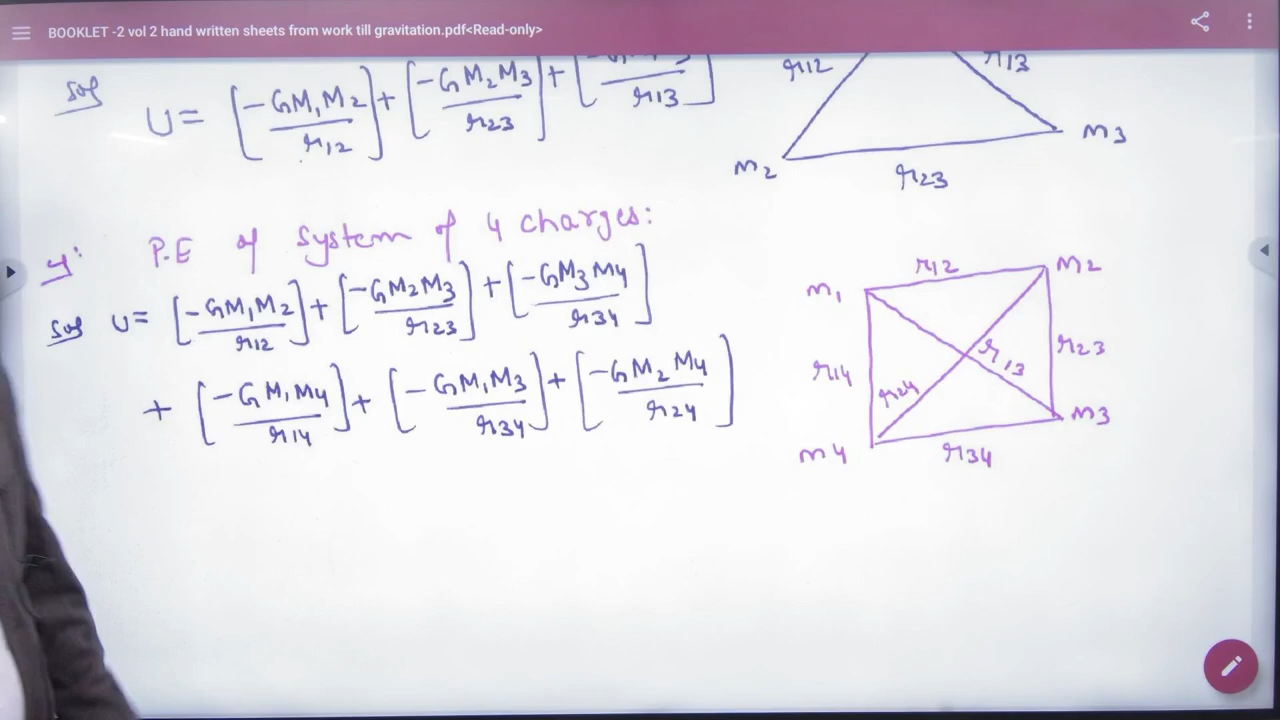 BOOKLET -2 vol 2 hand written sheets from work till gravitation.pdf<Read-only>
r12 r13
Sol U = [-GM1M2/r12] + [-GM2M3/r23] + [ /r13]
M2 r23 M3
4: P.E of System of 4 charges:
Sol U = [-GM1M2/r12] + [-GM2M3/r23] + [-GM3M4/r34]
+ [-GM1M4/r14] + [-GM1M3/r34] + [-GM2M4/r24]
M1 r12 M2
r14 r24 r13 r23
M4 r34 M3